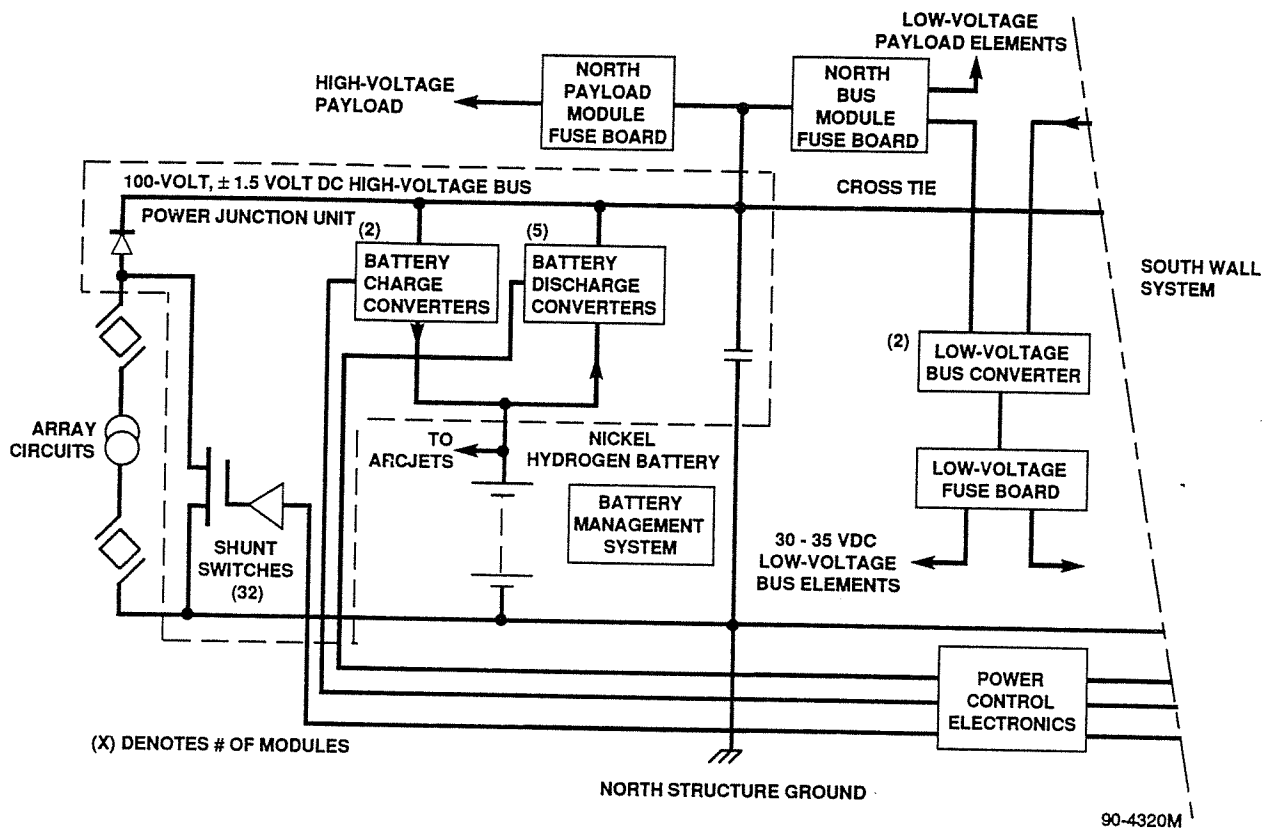 LOW-VOLTAGE
PAYLOAD ELEMENTS
HIGH-VOLTAGE
PAYLOAD
NORTH
PAYLOAD
MODULE
FUSE BOARD
NORTH
BUS
MODULE
FUSE BOARD
100-VOLT, ± 1.5 VOLT DC HIGH-VOLTAGE BUS
CROSS TIE
POWER JUNCTION UNIT
(2)
BATTERY
CHARGE
CONVERTERS
(5)
BATTERY
DISCHARGE
CONVERTERS
SOUTH WALL
SYSTEM
(2)
LOW-VOLTAGE
BUS CONVERTER
ARRAY
CIRCUITS
TO
ARCJETS
NICKEL
HYDROGEN BATTERY
BATTERY
MANAGEMENT
SYSTEM
LOW-VOLTAGE
FUSE BOARD
SHUNT
SWITCHES
(32)
30 - 35 VDC
LOW-VOLTAGE
BUS ELEMENTS
POWER
CONTROL
ELECTRONICS
(X) DENOTES # OF MODULES
NORTH STRUCTURE GROUND
90-4320M